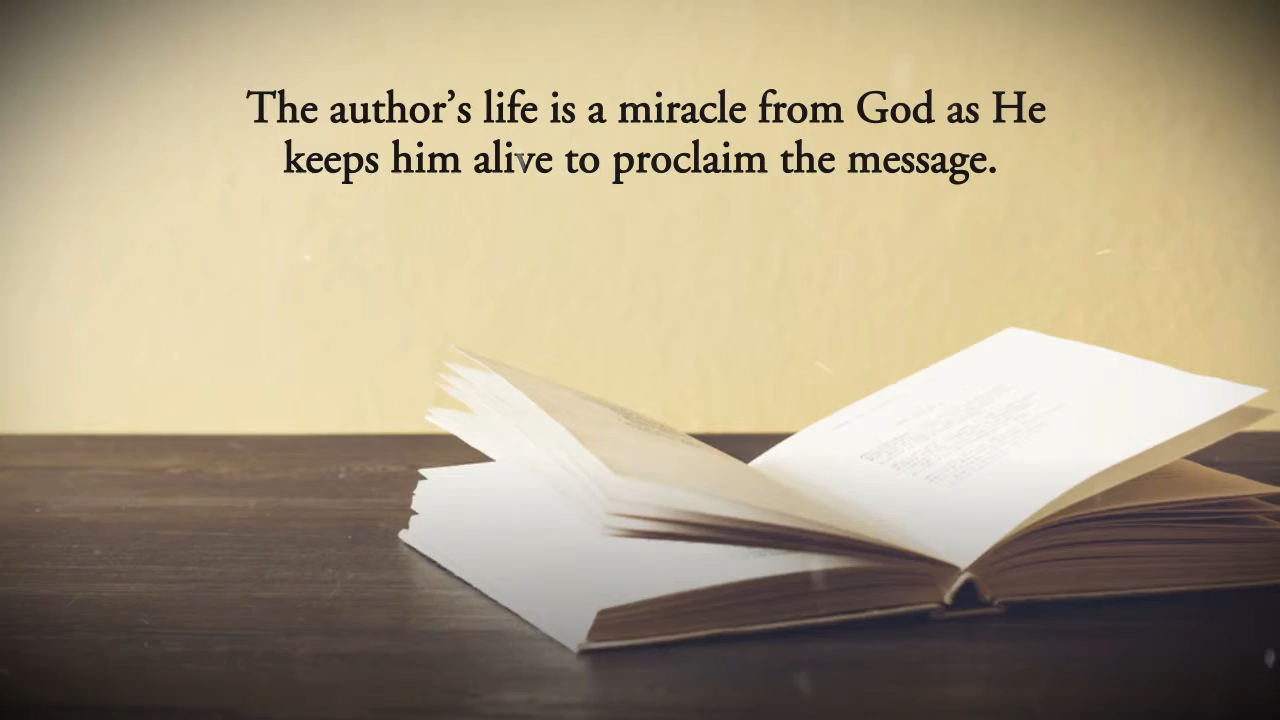 The author’s life is a miracle from God as He
keeps him alive to proclaim the message.